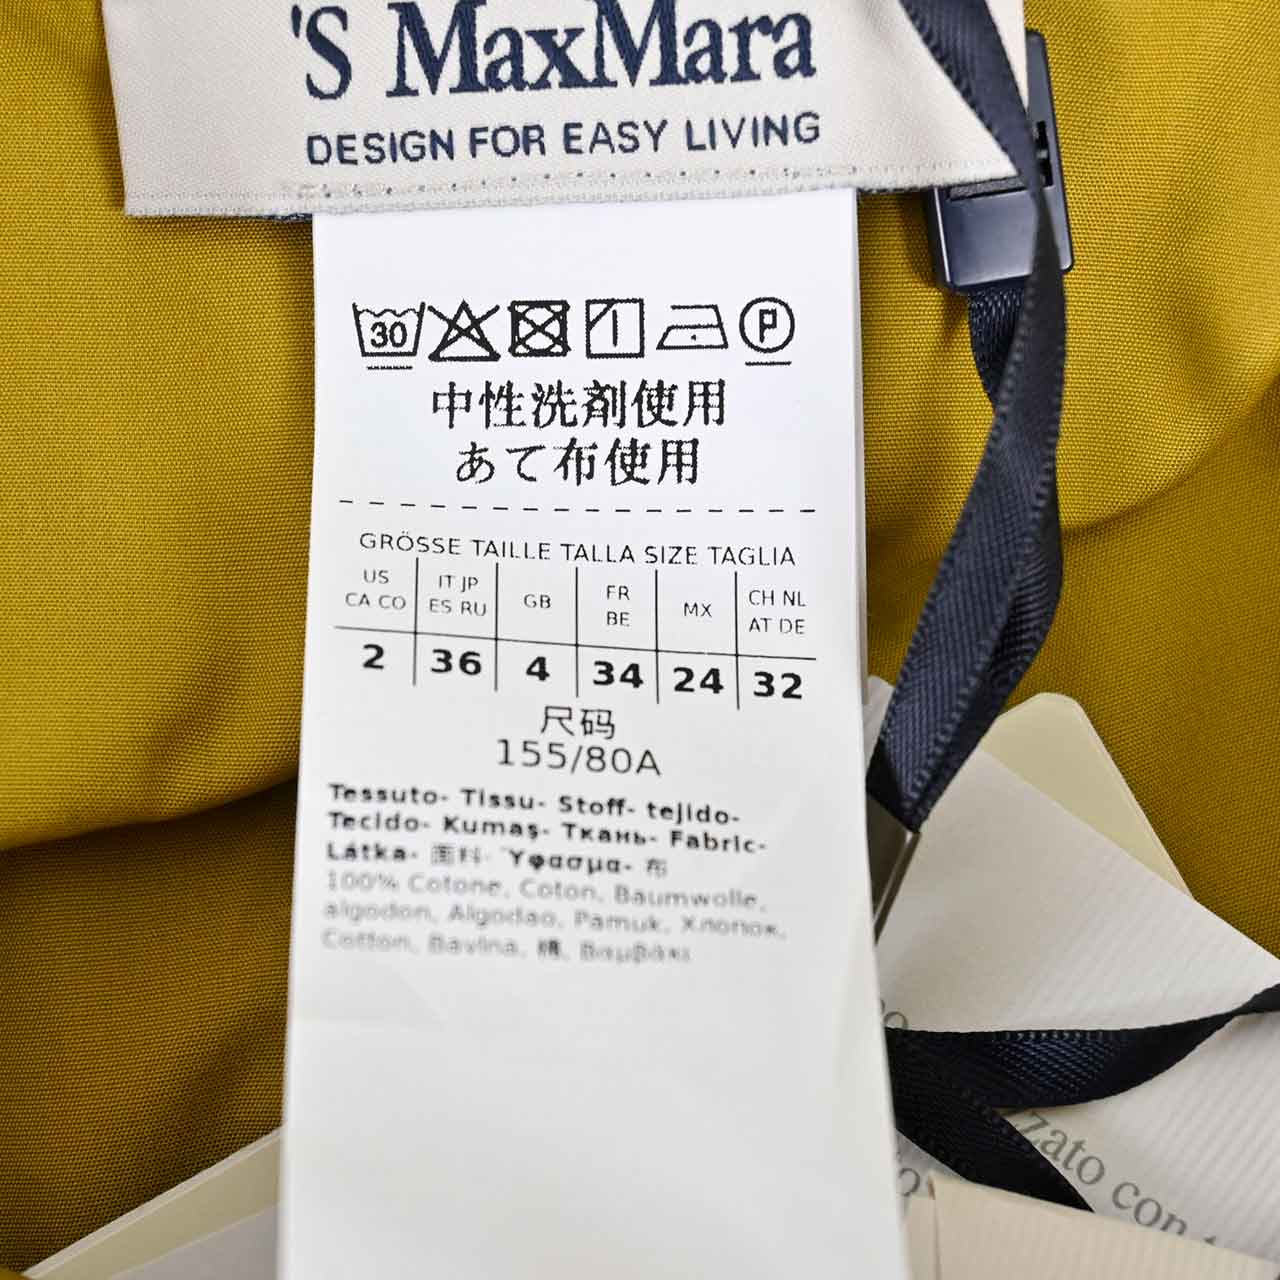 'S MaxMara
DESIGN FOR EASY LIVING
30
P
中性洗剤使用
あて布使用
GRÖSSE TAILLE TALLA SIZE TAGLIA
US IT JP GB FR MX CH NL
CA CO ES RU BE AT DE
2 36 4 34 24 32
尺码
155/80A
Tessuto- Tissu- Stoff- tejido-
Tecido- Kumaş- Ткань- Fabric-
Látka- 面料- Ύφασμα- 布
100% Cotone, Coton, Baumwolle,
algodon, Algodao, Pamuk, Хлопок,
Cotton, Bavlna, 棉, Βαμβάκι
zato con